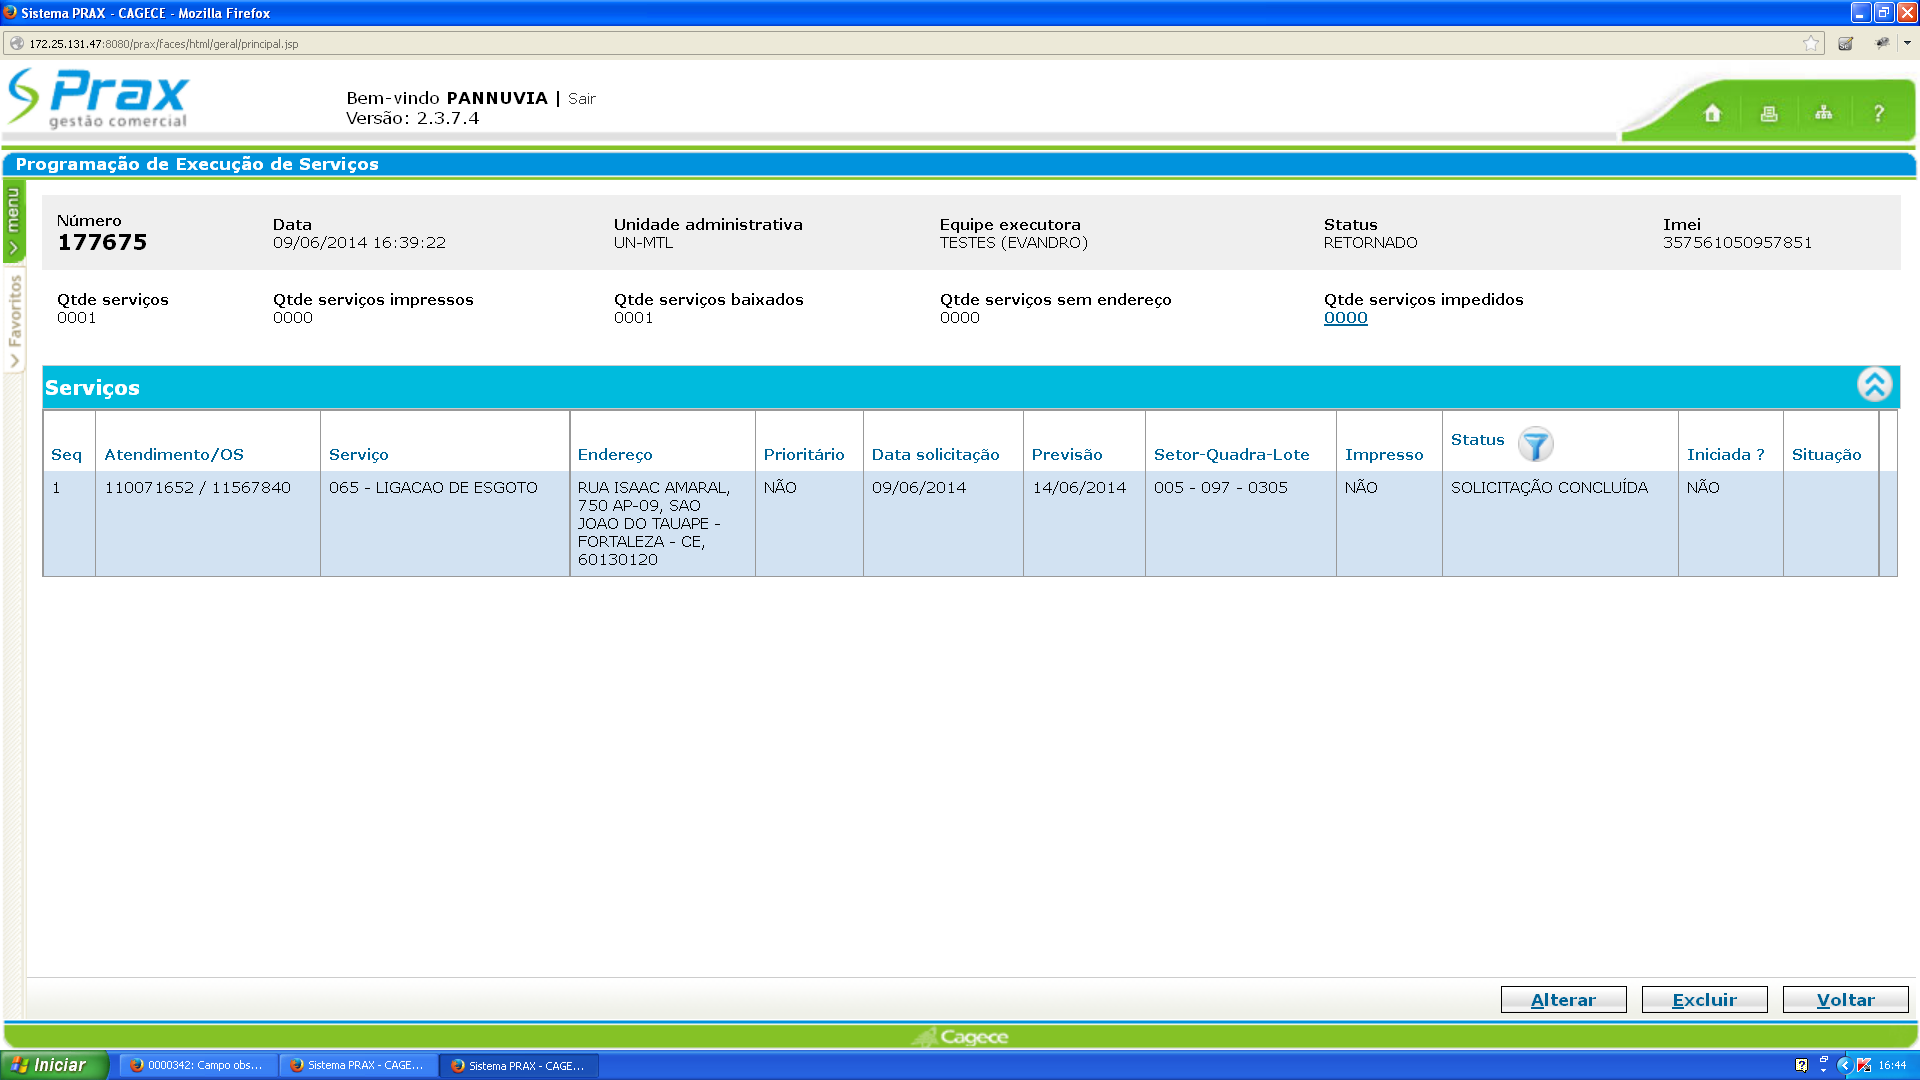 Sistema PRAX - CAGECE - Mozilla Firefox
172.25.131.47:8080/prax/faces/html/geral/principal.jsp
Prax
gestão comercial
Bem-vindo PANNUVIA | Sair
Versão: 2.3.7.4
?
Programação de Execução de Serviços
menu
Favoritos
Número
177675
Data
09/06/2014 16:39:22
Unidade administrativa
UN-MTL
Equipe executora
TESTES (EVANDRO)
Status
RETORNADO
Imei
357561050957851
Qtde serviços
0001
Qtde serviços impressos
0000
Qtde serviços baixados
0001
Qtde serviços sem endereço
0000
Qtde serviços impedidos
0000
Serviços
Seq Atendimento/OS Serviço Endereço Prioritário Data solicitação Previsão Setor-Quadra-Lote Impresso Status Iniciada ? Situação
1 110071652 / 11567840 065 - LIGACAO DE ESGOTO RUA ISAAC AMARAL, NÃO 09/06/2014 14/06/2014 005 - 097 - 0305 NÃO SOLICITAÇÃO CONCLUÍDA NÃO
750 AP-09, SAO
JOAO DO TAUAPE -
FORTALEZA - CE,
60130120
Alterar Excluir Voltar
Cagece
Iniciar
0000342: Campo obs...
Sistema PRAX - CAGE...
Sistema PRAX - CAGE...
16:44